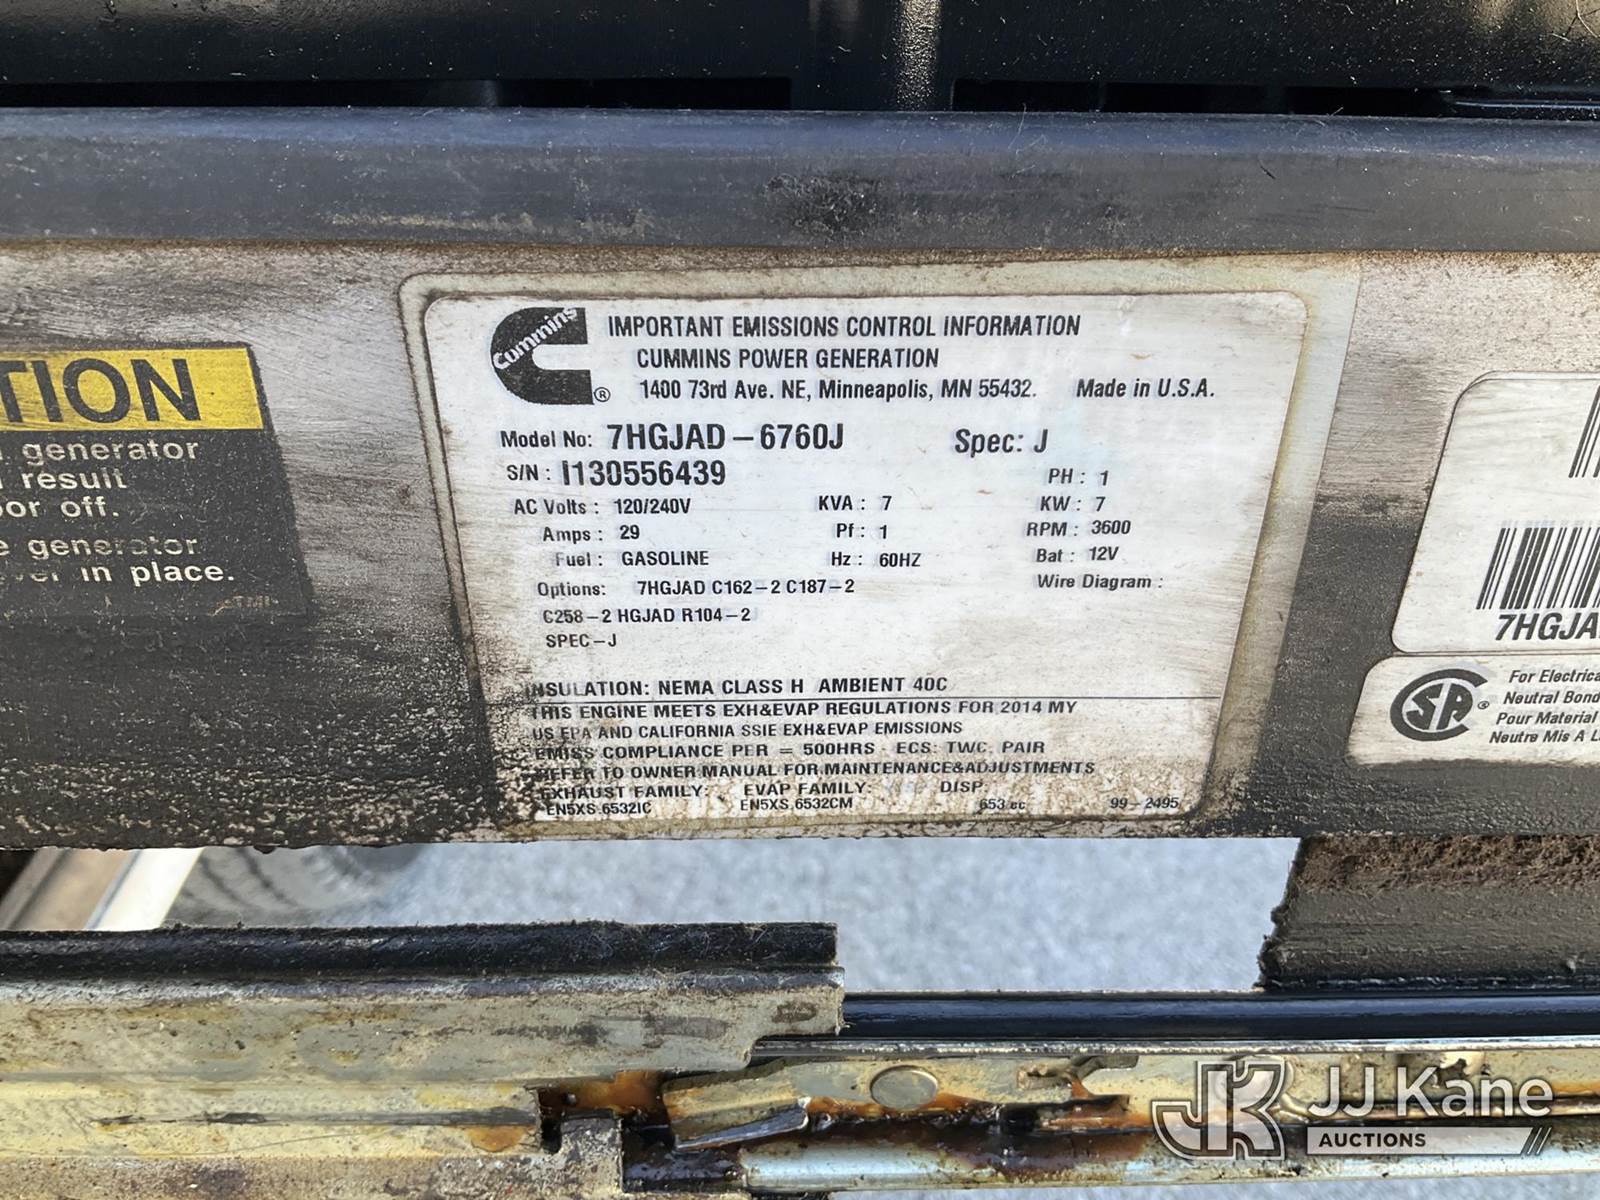 Cummins
®
IMPORTANT EMISSIONS CONTROL INFORMATION
CUMMINS POWER GENERATION
1400 73rd Ave. NE, Minneapolis, MN 55432. Made in U.S.A.
Model No: 7HGJAD-6760J Spec: J
S/N : I130556439 PH : 1
AC Volts : 120/240V KVA : 7 KW : 7
Amps : 29 Pf : 1 RPM : 3600
Fuel : GASOLINE Hz : 60HZ Bat : 12V
Options: 7HGJAD C162-2 C187-2 Wire Diagram :
C258-2 HGJAD R104-2
SPEC-J
INSULATION: NEMA CLASS H AMBIENT 40C
THIS ENGINE MEETS EXH&EVAP REGULATIONS FOR 2014 MY
US EPA AND CALIFORNIA SSIE EXH&EVAP EMISSIONS
EMISS COMPLIANCE PER = 500HRS ECS: TWC, PAIR
REFER TO OWNER MANUAL FOR MAINTENANCE&ADJUSTMENTS
EXHAUST FAMILY: EVAP FAMILY: DISP.
EN5XS.6532IC EN5XS.6532CM 653 cc 99-2495
TION
generator
result
oor off.
generator
in place.
7HGJA
SA ®
For Electrica
Neutral Bond
Pour Material
Neutre Mis A L
JK
JJ Kane
AUCTIONS